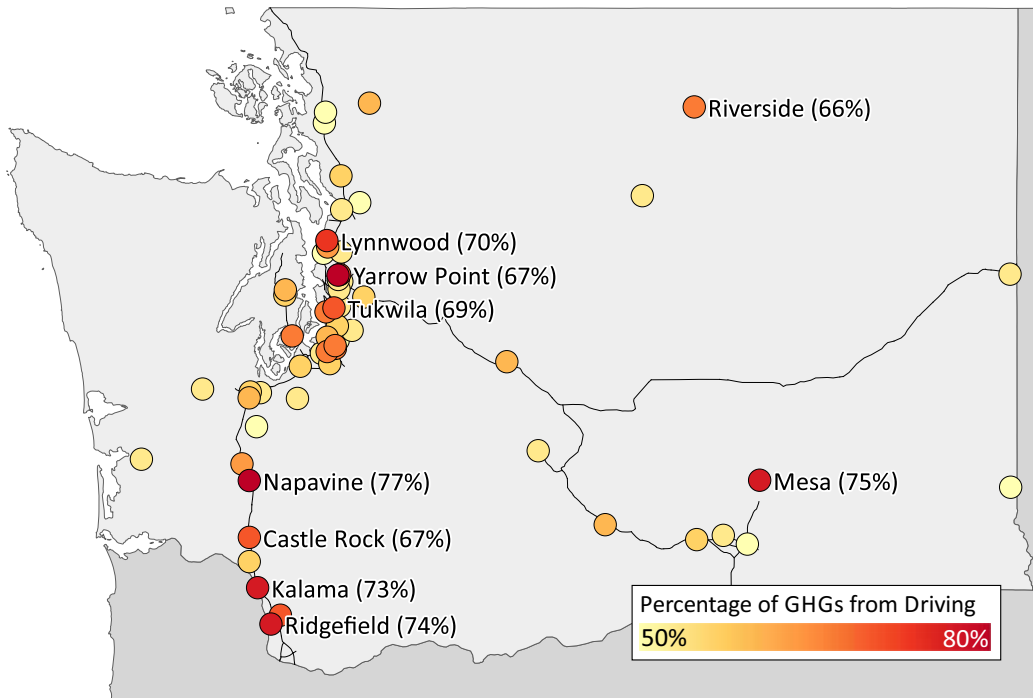 Riverside (66%)
Lynnwood (70%)
Yarrow Point (67%)
Tukwila (69%)
Napavine (77%)
Mesa (75%)
Castle Rock (67%)
Kalama (73%)
Ridgefield (74%)
Percentage of GHGs from Driving
50% 80%